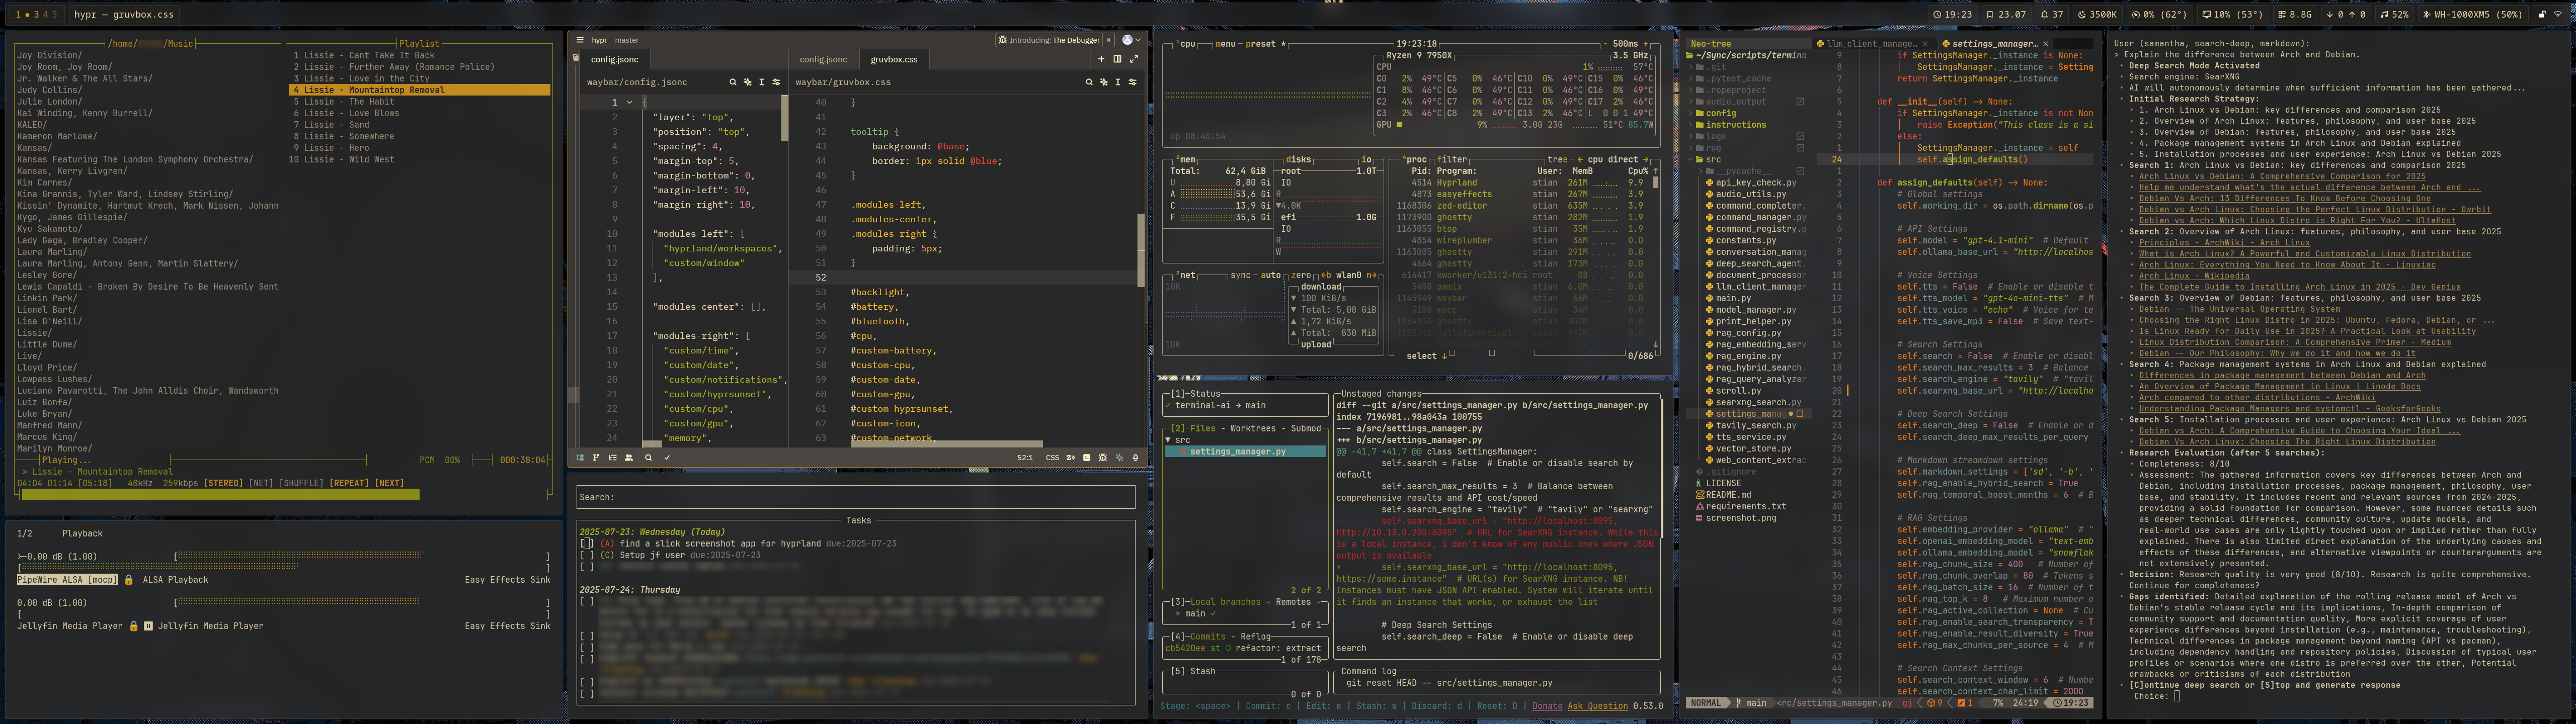 1 ● 3 4 5
hypr — gruvbox.css
19:23
23.07
37
3500K
0% (62°)
10% (53°)
8.8G
↓ 0 ↑ 0
52%
WH-1000XM5 (50%)
/home/
/Music
Joy Division/
Joy Room, Joy Room/
Jr. Walker & The All Stars/
Judy Collins/
Julie London/
Kai Winding, Kenny Burrell/
KALEO/
Kameron Marlowe/
Kansas/
Kansas Featuring The London Symphony Orchestra/
Kansas, Kerry Livgren/
Kim Carnes/
Kina Grannis, Tyler Ward, Lindsey Stirling/
Kissin' Dynamite, Hartmut Krech, Mark Nissen, Johann
Kygo, James Gillespie/
Kyu Sakamoto/
Lady Gaga, Bradley Cooper/
Laura Marling/
Laura Marling, Antony Genn, Martin Slattery/
Lesley Gore/
Lewis Capaldi - Broken By Desire To Be Heavenly Sent
Linkin Park/
Lionel Bart/
Lisa O'Neill/
Lissie/
Little Dume/
Live/
Lloyd Price/
Lowpass Lushes/
Luciano Pavarotti, The John Alldis Choir, Wandsworth
Luiz Bonfa/
Luke Bryan/
Manfred Mann/
Marcus King/
Marilyn Monroe/
Playlist
1 Lissie - Cant Take It Back
2 Lissie - Further Away (Romance Police)
3 Lissie - Love in the City
4 Lissie - Mountaintop Removal
5 Lissie - The Habit
6 Lissie - Love Blows
7 Lissie - Sand
8 Lissie - Somewhere
9 Lissie - Hero
10 Lissie - Wild West
Playing...
PCM 00%
000:38:04
> Lissie - Mountaintop Removal
04:04 01:14 [05:18] 48kHz 259kbps [STEREO] [NET] [SHUFFLE] [REPEAT] [NEXT]
1/2 Playback
>—0.00 dB (1.00)
PipeWire ALSA [mocp] 🔒 ALSA Playback
Easy Effects Sink
0.00 dB (1.00)
Jellyfin Media Player 🔒 Jellyfin Media Player
Easy Effects Sink
hypr master
Introducing: The Debugger ×
config.jsonc
waybar/config.jsonc
1 {
2 "layer": "top",
3 "position": "top",
4 "spacing": 4,
5 "margin-top": 5,
6 "margin-bottom": 0,
7 "margin-left": 10,
8 "margin-right": 10,
9
10 "modules-left": [
11 "hyprland/workspaces",
12 "custom/window"
13 ],
14
15 "modules-center": [],
16
17 "modules-right": [
18 "custom/time",
19 "custom/date",
20 "custom/notifications",
21 "custom/hyprsunset",
22 "custom/cpu",
23 "custom/gpu",
24 "memory",
config.jsonc
gruvbox.css
waybar/gruvbox.css
40 }
41
42 tooltip {
43 background: @base;
44 border: 1px solid @blue;
45 }
46
47 .modules-left,
48 .modules-center,
49 .modules-right {
50 padding: 5px;
51 }
52
53 #backlight,
54 #battery,
55 #bluetooth,
56 #cpu,
57 #custom-battery,
58 #custom-cpu,
59 #custom-date,
60 #custom-gpu,
61 #custom-hyprsunset,
62 #custom-icon,
63 #custom-network,
52:1 CSS
Search:
Tasks
2025-07-23: Wednesday (Today)
[ ] (A) find a slick screenshot app for hyprland due:2025-07-23
[ ] (C) Setup jf user due:2025-07-23
[ ]
2025-07-24: Thursday
[ ]
[ ]
[ ]
[ ]
[ ]
[ ]
¹cpu menu preset *
19:23:18
- 500ms +
Ryzen 9 7950X 3.5 GHz
CPU 1% 57°C
C0 2% 49°C C5 0% 46°C C10 0% 49°C C15 0% 46°C
C1 8% 46°C C6 0% 46°C C11 0% 46°C C16 0% 46°C
C2 4% 49°C C7 0% 46°C C12 0% 49°C C17 2% 46°C
C3 2% 46°C C8 2% 49°C C13 2% 46°C L 0 0 1 49°C
GPU 9% 3.0G 23G 51°C 85.7W
up 08:40:54
²mem
Total: 62,4 GiB
U 8,80 Gi
A 53,6 Gi
C 13,9 Gi
F 35,5 Gi
disks io
root 1.0T
IO
R
▼4.0K
efi 1.0G
IO
R
W
³net sync auto zero ←b wlan0 n→
10K
10K
download
▼ 100 KiB/s
▼ Total: 5,08 GiB
▲ 1,72 KiB/s
▲ Total: 830 MiB
upload
⁴proc filter tree ← cpu direct →
Pid: Program: User: MemB Cpu% ↑
4514 Hyprland stian 261M 9.9
4873 easyeffects stian 267M 3.9
1168306 zed-editor stian 635M 3.9
1173900 ghostty stian 282M 1.9
1163055 btop stian 35M 1.9
4854 wireplumber stian 36M 0.0
1163005 ghostty stian 291M 0.0
4664 ghostty stian 173M 0.0
614417 kworker/u131:2-hci root 0B 0.0
5498 pamix stian 6.0M 0.0
1145949 waybar stian 66M 0.0
5100 mocp stian 34M 0.0
select ↓
0/686
[1]─Status
✓ terminal-ai → main
[2]─Files - Worktrees - Submod
▼ src
settings_manager.py
2 of 2
[3]─Local branches - Remotes -
* main ✓
1 of 1
[4]─Commits - Reflog
cb5420ee st ○ refactor: extract
1 of 178
[5]─Stash
0 of 0
Unstaged changes
diff --git a/src/settings_manager.py b/src/settings_manager.py
index 7196981..98a043a 100755
--- a/src/settings_manager.py
+++ b/src/settings_manager.py
@@ -41,7 +41,7 @@ class SettingsManager:
self.search = False # Enable or disable search by
default
self.search_max_results = 3 # Balance between
comprehensive results and API cost/speed
self.search_engine = "tavily" # "tavily" or "searxng"
- self.searxng_base_url = "http://localhost:8095,
http://10.13.0.200:8095" # URL for SearXNG instance. While this
is a local instance, i don't know of any public ones where JSON
output is available
+ self.searxng_base_url = "http://localhost:8095,
https://some.instance" # URL(s) for SearXNG instance. NB!
Instances must have JSON API enabled. System will iterate until
it finds an instance that works, or exhaust the list

# Deep Search Settings
self.search_deep = False # Enable or disable deep
search
Command log
git reset HEAD -- src/settings_manager.py
Stage: <space> | Commit: c | Edit: e | Stash: s | Discard: d | Reset: D | Donate Ask Question 0.53.0
Neo-tree
~/Sync/scripts/termina
.git
.pytest_cache
.ropeproject
audio_output
config
instructions
logs
rag
src
__pycache__
api_key_check.py
audio_utils.py
command_completer.
command_manager.py
command_registry.p
constants.py
conversation_manag
deep_search_agent.
document_processor
llm_client_manager
main.py
model_manager.py
print_helper.py
rag_config.py
rag_embedding_serv
rag_engine.py
rag_hybrid_search.
rag_query_analyzer
scroll.py
searxng_search.py
settings_manag
tavily_search.py
tts_service.py
vector_store.py
web_content_extrac
.gitignore
LICENSE
README.md
requirements.txt
screenshot.png
llm_client_manage… ×
settings_manager… ×
9 if SettingsManager._instance is None:
8 SettingsManager._instance = Setting
7 return SettingsManager._instance
6
5 def __init__(self) → None:
4 if SettingsManager._instance is not Non
3 raise Exception("This class is a si
2 else:
1 SettingsManager._instance = self
24 self.assign_defaults()
1
2 def assign_defaults(self) → None:
3 # Global settings
4 self.working_dir = os.path.dirname(os.p
5
6 # API Settings
7 self.model = "gpt-4.1-mini" # Default
8 self.ollama_base_url = "http://localhos
9
10 # Voice Settings
11 self.tts = False # Enable or disable t
12 self.tts_model = "gpt-4o-mini-tts" # M
13 self.tts_voice = "echo" # Voice for te
14 self.tts_save_mp3 = False # Save text-
15
16 # Search Settings
17 self.search = False # Enable or disabl
18 self.search_max_results = 3 # Balance
19 self.search_engine = "tavily" # "tavil
20 self.searxng_base_url = "http://localho
21
22 # Deep Search Settings
23 self.search_deep = False # Enable or d
24 self.search_deep_max_results_per_query
25
26 # Markdown streamdown settings
27 self.markdown_settings = ['sd', '-b', '
28 self.rag_enable_hybrid_search = True
29 self.rag_temporal_boost_months = 6 # B
30
31 # RAG Settings
32 self.embedding_provider = "ollama" # "
33 self.openai_embedding_model = "text-emb
34 self.ollama_embedding_model = "snowflak
35 self.rag_chunk_size = 400 # Number of
36 self.rag_chunk_overlap = 80 # Tokens s
37 self.rag_batch_size = 16 # Number of t
38 self.rag_top_k = 8 # Maximum number o
39 self.rag_active_collection = None # Cu
40 self.rag_enable_search_transparency = T
41 self.rag_enable_result_diversity = True
42 self.rag_max_chunks_per_source = 4 # M
43
44 # Search Context Settings
45 self.search_context_window = 6 # Numbe
46 self.search_context_char_limit = 2000
NORMAL main <rc/settings_manager.py gj 9 1 7% 24:19 19:23
User (samantha, search-deep, markdown):
> Explain the difference between Arch and Debian.
• Deep Search Mode Activated
• Search engine: SearXNG
• AI will autonomously determine when sufficient information has been gathered...
• Initial Research Strategy:
• 1. Arch Linux vs Debian: key differences and comparison 2025
• 2. Overview of Arch Linux: features, philosophy, and user base 2025
• 3. Overview of Debian: features, philosophy, and user base 2025
• 4. Package management systems in Arch Linux and Debian explained
• 5. Installation processes and user experience: Arch Linux vs Debian 2025
• Search 1: Arch Linux vs Debian: key differences and comparison 2025
• Arch Linux vs Debian: A Comprehensive Comparison for 2025
• Help me understand what's the actual difference between Arch and ...
• Debian Vs Arch: 13 Differences To Know Before Choosing One
• Debian vs Arch Linux: Choosing the Perfect Linux Distribution - Owrbit
• Debian vs Arch: Which Linux Distro is Right For You? - UltaHost
• Search 2: Overview of Arch Linux: features, philosophy, and user base 2025
• Principles - ArchWiki - Arch Linux
• What is Arch Linux? A Powerful and Customizable Linux Distribution
• Arch Linux: Everything You Need to Know About It - Linuxiac
• Arch Linux - Wikipedia
• The Complete Guide to Installing Arch Linux in 2025 - Dev Genius
• Search 3: Overview of Debian: features, philosophy, and user base 2025
• Debian -- The Universal Operating System
• Choosing the Right Linux Distro in 2025: Ubuntu, Fedora, Debian, or ...
• Is Linux Ready for Daily Use in 2025? A Practical Look at Usability
• Linux Distribution Comparison: A Comprehensive Primer - Medium
• Debian -- Our Philosophy: Why we do it and how we do it
• Search 4: Package management systems in Arch Linux and Debian explained
• Differences in package management between Debian and Arch
• An Overview of Package Management in Linux | Linode Docs
• Arch compared to other distributions - ArchWiki
• Understanding Package Managers and systemctl - GeeksforGeeks
• Search 5: Installation processes and user experience: Arch Linux vs Debian 2025
• Debian vs Arch: A Comprehensive Guide to Choosing Your Ideal ...
• Debian Vs Arch Linux: Choosing The Right Linux Distribution
• Research Evaluation (after 5 searches):
• Completeness: 8/10
• Assessment: The gathered information covers key differences between Arch and
Debian, including installation processes, package management, philosophy, user
base, and stability. It includes recent and relevant sources from 2024-2025,
providing a solid foundation for comparison. However, some nuanced details
such as deeper technical differences, community culture, update models, and
real-world use cases are only lightly touched upon or implied rather than fully
explained. There is also limited direct explanation of the underlying causes and
effects of these differences, and alternative viewpoints or counterarguments are
not extensively presented.
• Decision: Research quality is very good (8/10). Research is quite comprehensive.
Continue for completeness?
• Gaps identified: Detailed explanation of the rolling release model of Arch vs
Debian's stable release cycle and its implications, In-depth comparison of
community support and documentation quality, More explicit coverage of user
experience differences beyond installation (e.g., maintenance, troubleshooting),
Technical differences in package management beyond naming (APT vs pacman),
including dependency handling and repository policies, Discussion of typical user
profiles or scenarios where one distro is preferred over the other, Potential
drawbacks or criticisms of each distribution
• [C]ontinue deep search or [S]top and generate response
Choice: